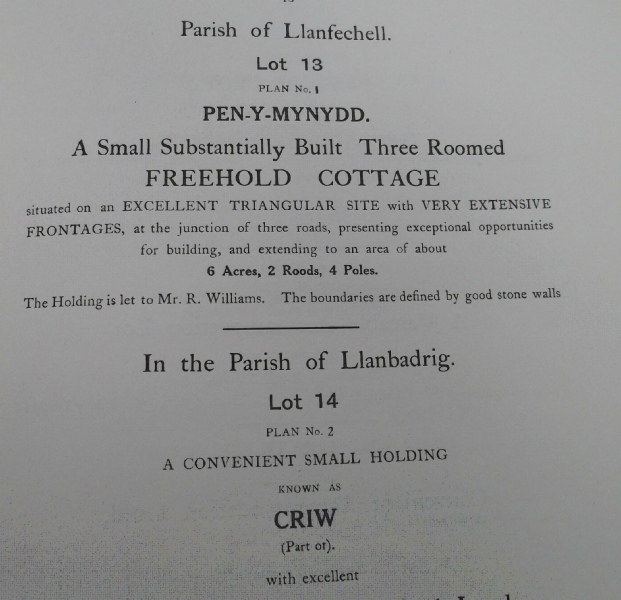 Parish of Llanfechell.
Lot 13
PLAN No. 1
PEN-Y-MYNYDD.
A Small Substantially Built Three Roomed
FREEHOLD COTTAGE
situated on an EXCELLENT TRIANGULAR SITE with VERY EXTENSIVE
FRONTAGES, at the junction of three roads, presenting exceptional opportunities
for building, and extending to an area of about
6 Acres, 2 Roods, 4 Poles.
The Holding is let to Mr. R. Williams. The boundaries are defined by good stone walls
In the Parish of Llanbadrig.
Lot 14
PLAN No. 2
A CONVENIENT SMALL HOLDING
KNOWN AS
CRIW
(Part of).
with excellent